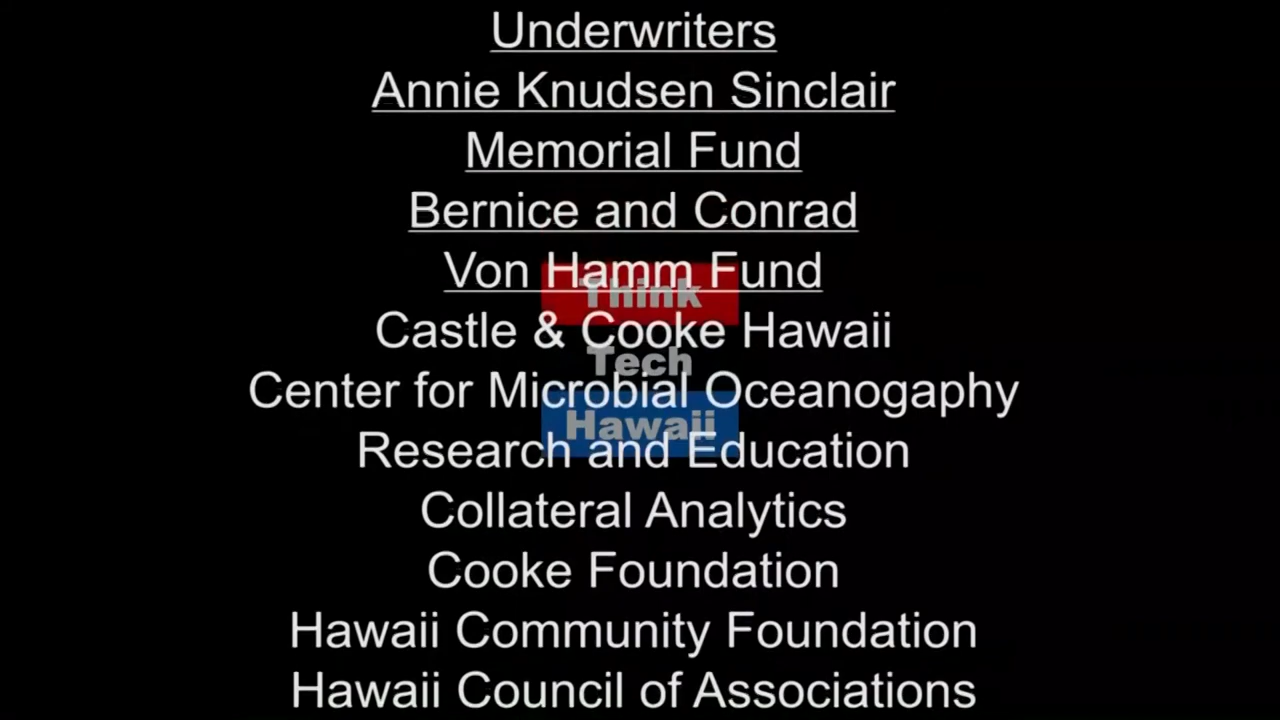 Underwriters
Annie Knudsen Sinclair
Memorial Fund
Bernice and Conrad
Von Hamm Fund
Think
Castle & Cooke Hawaii
Tech
Center for Microbial Oceanogaphy
Hawaii
Research and Education
Collateral Analytics
Cooke Foundation
Hawaii Community Foundation
Hawaii Council of Associations